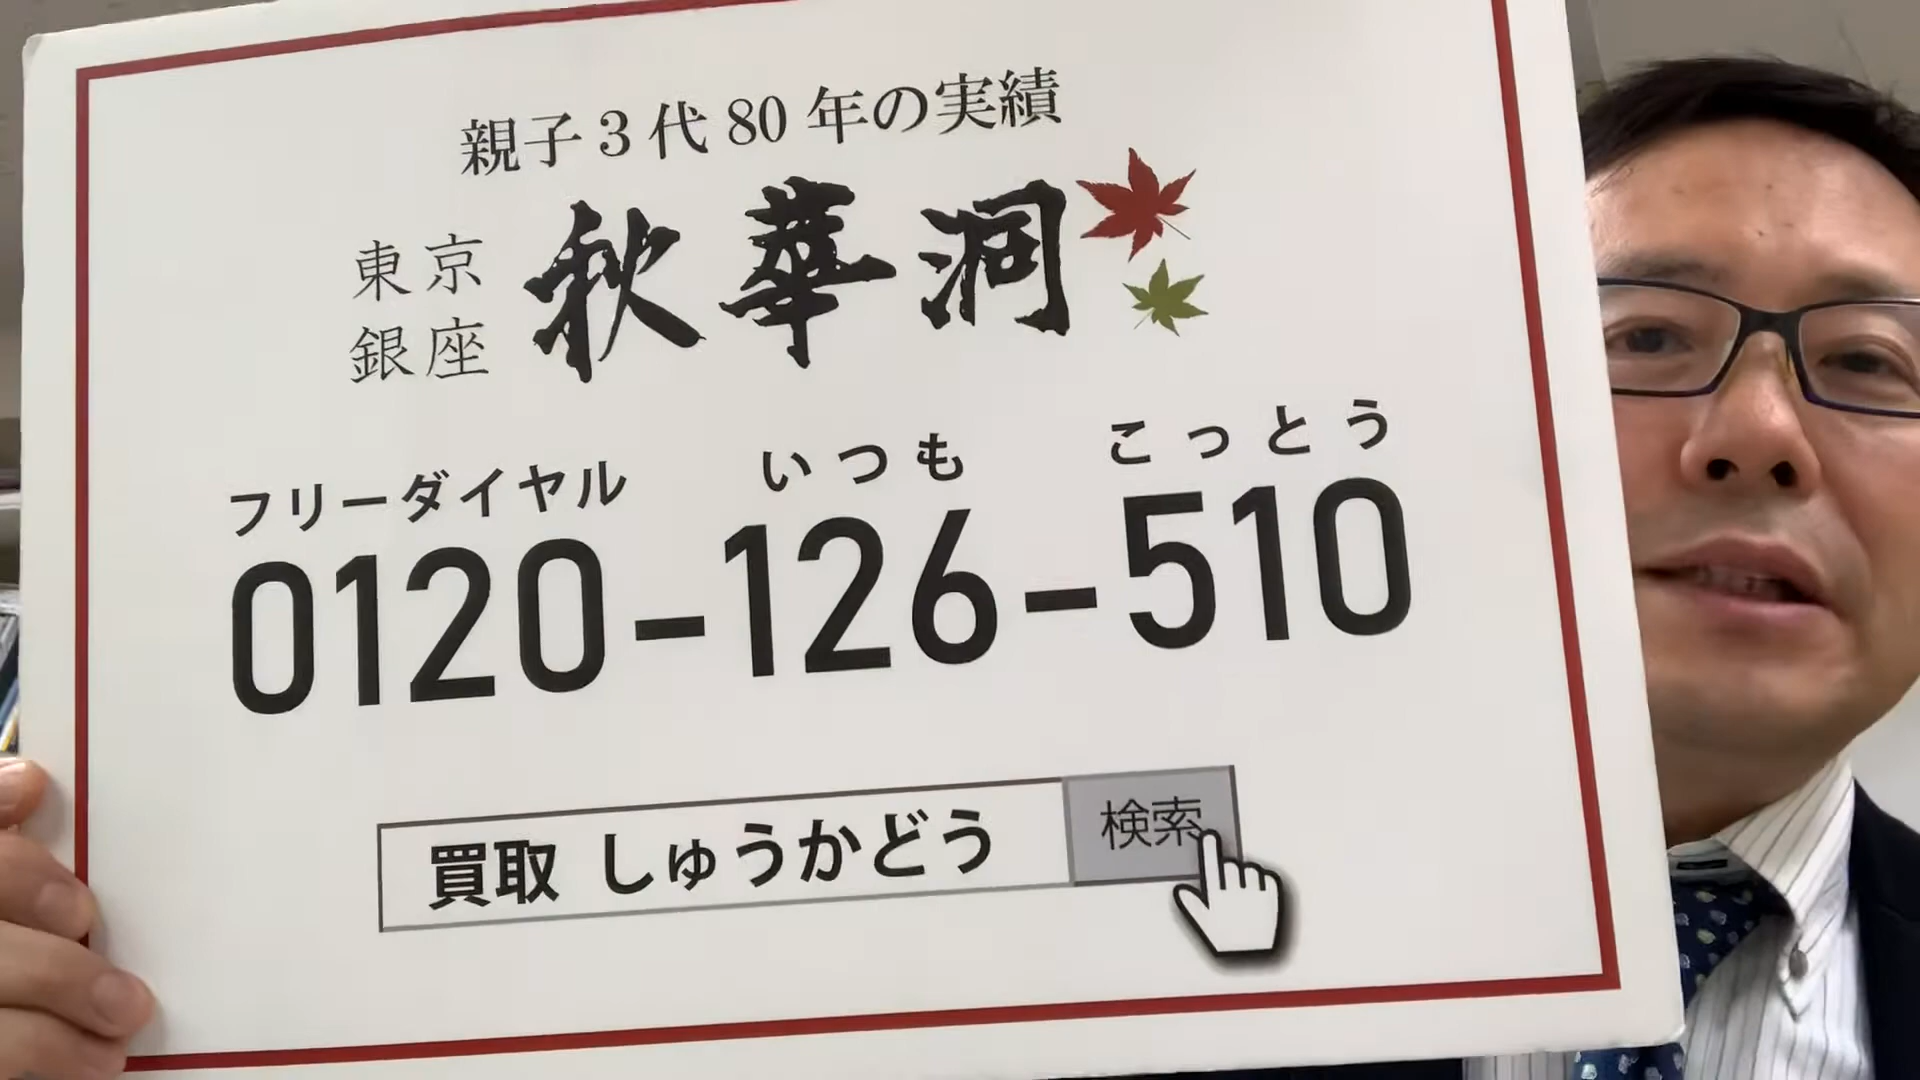 親子3代80年の実績
東京
銀座
秋華洞
フリーダイヤル いつも こっとう
0120-126-510
買取 しゅうかどう 検索